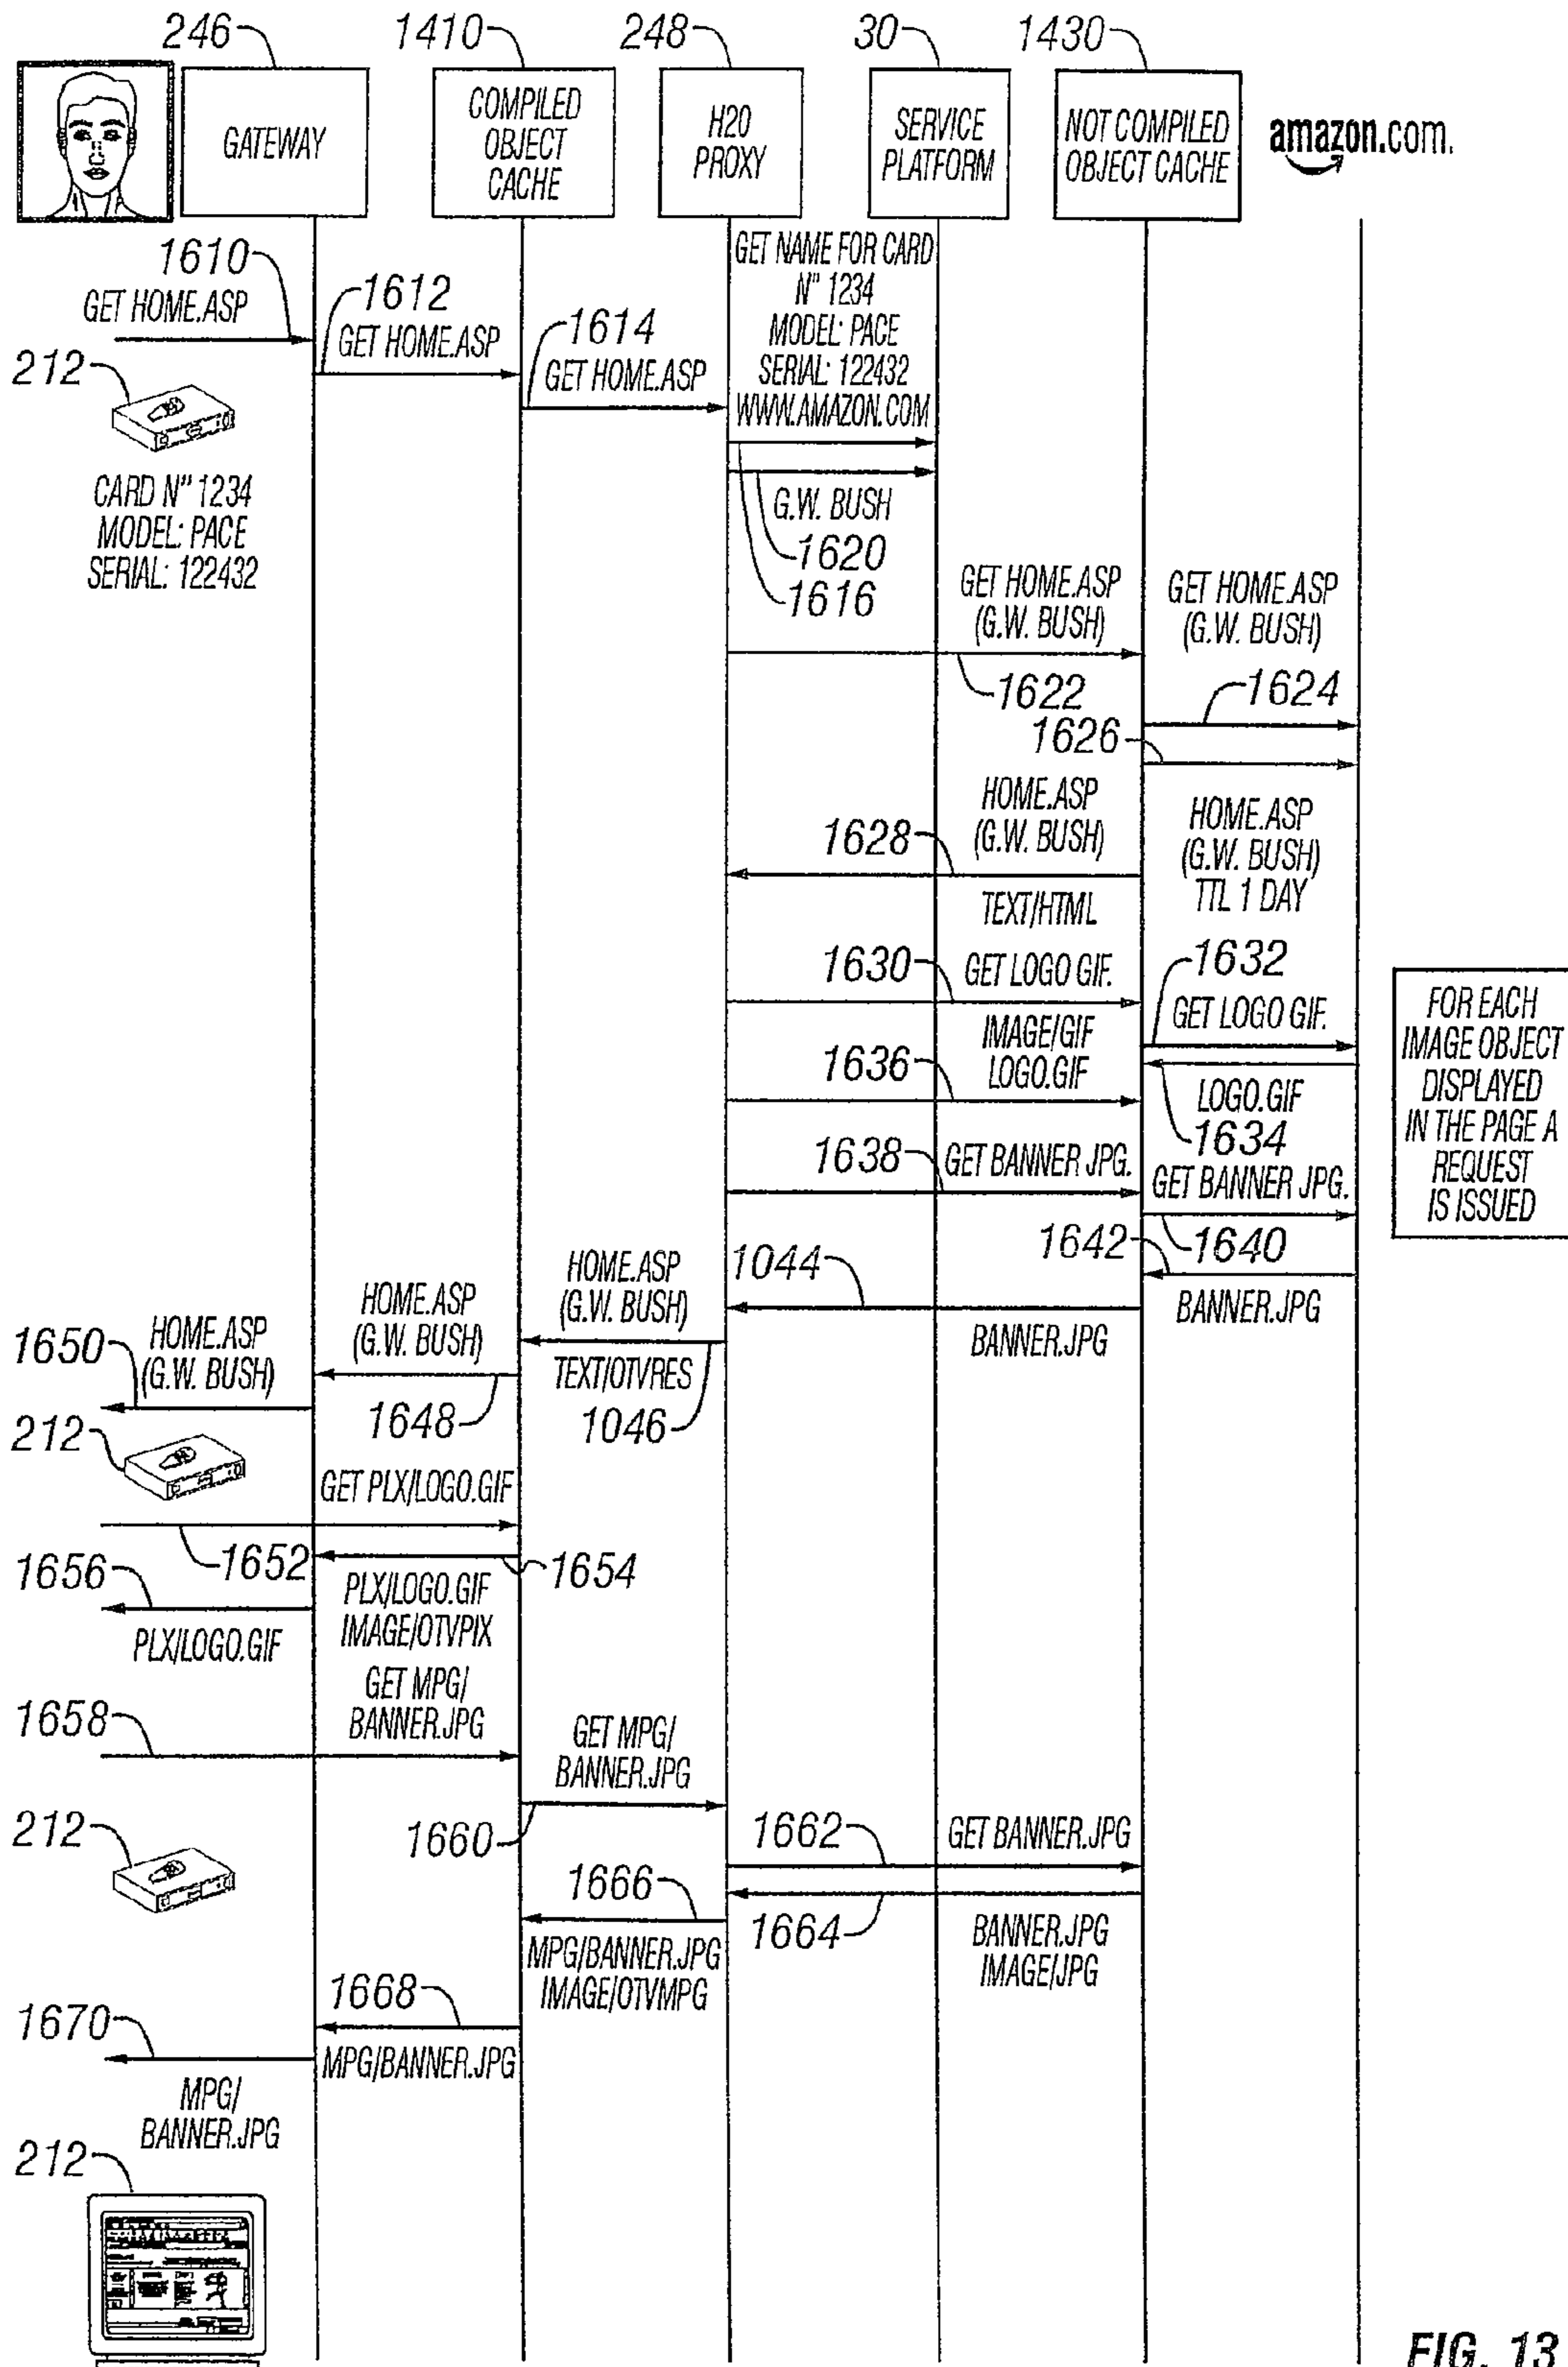 246
1410
248
30
1430
GATEWAY
COMPILED
OBJECT
CACHE
H20
PROXY
SERVICE
PLATFORM
NOT COMPILED
OBJECT CACHE
amazon.com.
1610
GET HOME.ASP
1612
GET HOME.ASP
1614
GET HOME.ASP
GET NAME FOR CARD
N" 1234
MODEL: PACE
SERIAL: 122432
WWW.AMAZON.COM
212
CARD N" 1234
MODEL: PACE
SERIAL: 122432
G.W. BUSH
1620
1616
GET HOME.ASP
(G.W. BUSH)
1622
GET HOME.ASP
(G.W. BUSH)
1624
1626
HOME.ASP
(G.W. BUSH)
1628
TEXT/HTML
HOME.ASP
(G.W. BUSH)
TTL 1 DAY
1630
GET LOGO GIF.
1632
GET LOGO GIF.
IMAGE/GIF
LOGO.GIF
1636
LOGO.GIF
1634
1638
GET BANNER JPG.
GET BANNER JPG.
1640
1642
BANNER.JPG
FOR EACH
IMAGE OBJECT
DISPLAYED
IN THE PAGE A
REQUEST
IS ISSUED
1044
BANNER.JPG
HOME.ASP
(G.W. BUSH)
TEXT/OTVRES
1046
HOME.ASP
(G.W. BUSH)
1648
1650
HOME.ASP
(G.W. BUSH)
212
GET PLX/LOGO.GIF
1652
1654
PLX/LOGO.GIF
IMAGE/OTVPIX
1656
PLX/LOGO.GIF
GET MPG/
BANNER.JPG
1658
GET MPG/
BANNER.JPG
1660
212
1662
GET BANNER.JPG
1664
BANNER.JPG
IMAGE/JPG
1666
MPG/BANNER.JPG
IMAGE/OTVMPG
1668
MPG/BANNER.JPG
1670
MPG/
BANNER.JPG
212
FIG. 13